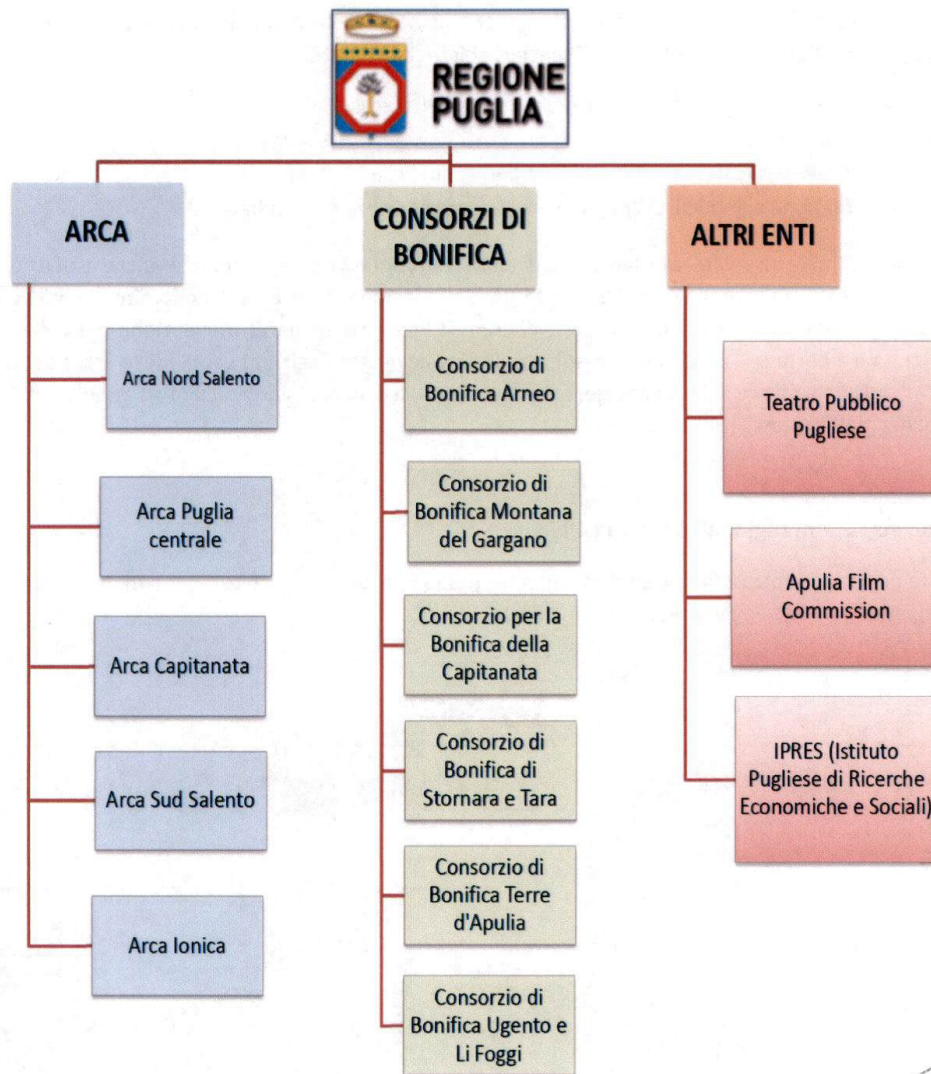 REGIONE
PUGLIA
ARCA
CONSORZI DI
BONIFICA
ALTRI ENTI
Arca Nord Salento
Arca Puglia
centrale
Arca Capitanata
Arca Sud Salento
Arca Ionica
Consorzio di
Bonifica Arneo
Consorzio di
Bonifica Montana
del Gargano
Consorzio per la
Bonifica della
Capitanata
Consorzio di
Bonifica di
Stornara e Tara
Consorzio di
Bonifica Terre
d'Apulia
Consorzio di
Bonifica Ugento e
Li Foggi
Teatro Pubblico
Pugliese
Apulia Film
Commission
IPRES (Istituto
Pugliese di Ricerche
Economiche e Sociali)